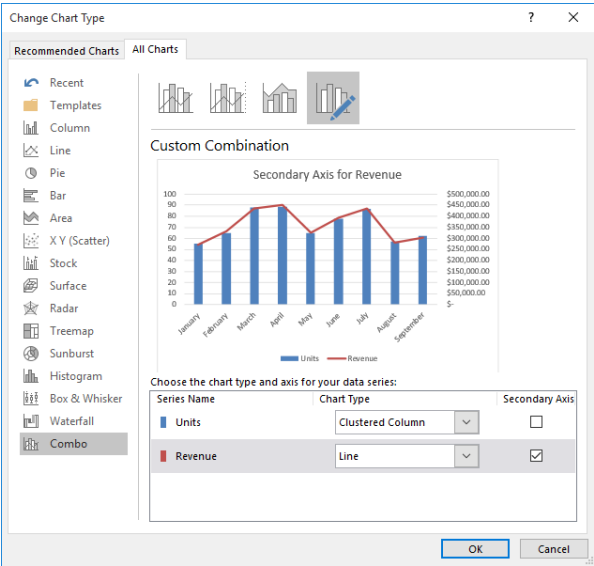 Change Chart Type
?
X
Recommended Charts
All Charts
Recent
Templates
Column
Line
Pie
Bar
Area
X Y (Scatter)
Stock
Surface
Radar
Treemap
Sunburst
Histogram
Box & Whisker
Waterfall
Combo
Custom Combination
Secondary Axis for Revenue
100
90
80
70
60
50
40
30
20
10
0
$500,000.00
$450,000.00
$400,000.00
$350,000.00
$300,000.00
$250,000.00
$200,000.00
$150,000.00
$100,000.00
$50,000.00
$-
January
February
March
April
May
June
July
August
September
Units
Revenue
Choose the chart type and axis for your data series:
Series Name
Chart Type
Secondary Axis
Units
Clustered Column
Revenue
Line
OK
Cancel